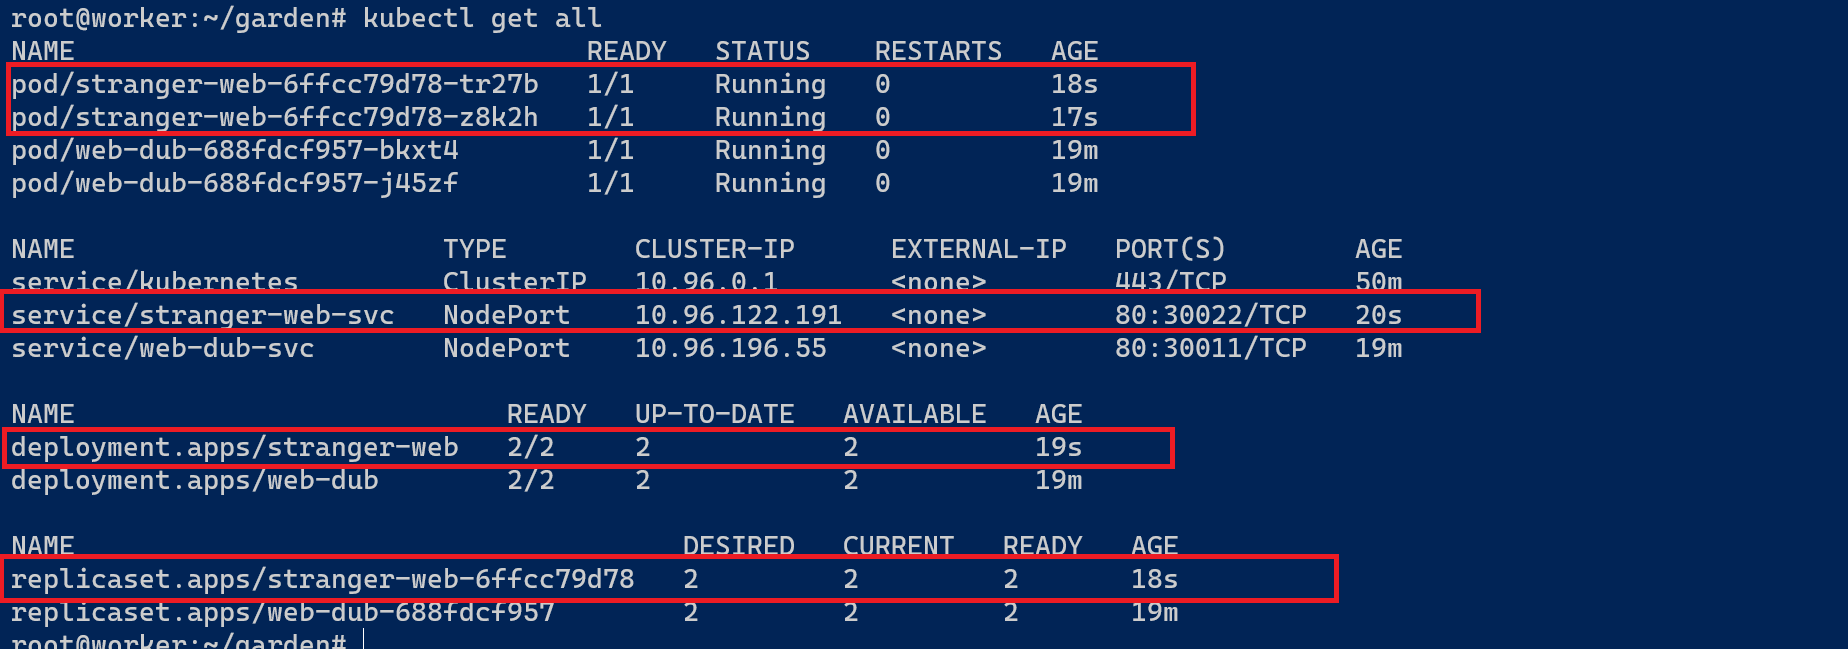 root@worker:~/garden# kubectl get all
NAME                                READY   STATUS    RESTARTS   AGE
pod/stranger-web-6ffcc79d78-tr27b   1/1     Running   0          18s
pod/stranger-web-6ffcc79d78-z8k2h   1/1     Running   0          17s
pod/web-dub-688fdcf957-bkxt4        1/1     Running   0          19m
pod/web-dub-688fdcf957-j45zf        1/1     Running   0          19m
NAME                       TYPE        CLUSTER-IP      EXTERNAL-IP   PORT(S)        AGE
service/kubernetes         ClusterIP   10.96.0.1       <none>        443/TCP        50m
service/stranger-web-svc   NodePort    10.96.122.191   <none>        80:30022/TCP   20s
service/web-dub-svc        NodePort    10.96.196.55    <none>        80:30011/TCP   19m
NAME                           READY   UP-TO-DATE   AVAILABLE   AGE
deployment.apps/stranger-web   2/2     2            2           19s
deployment.apps/web-dub        2/2     2            2           19m
NAME                                      DESIRED   CURRENT   READY   AGE
replicaset.apps/stranger-web-6ffcc79d78   2         2         2       18s
replicaset.apps/web-dub-688fdcf957        2         2         2       19m
root@worker:~/garden#